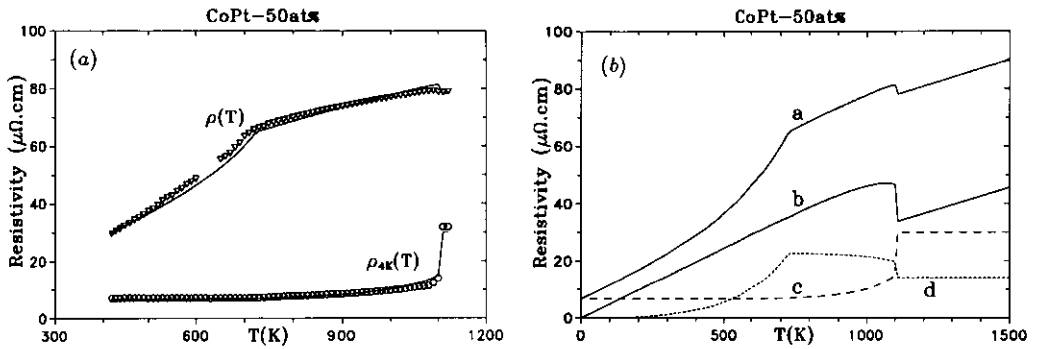 CoPt-50at%
(a)
Resistivity (μΩ.cm)
100
80
60
40
20
0
ρ(T)
ρ4K(T)
300
600
900
1200
T(K)
CoPt-50at%
(b)
Resistivity (μΩ.cm)
100
80
60
40
20
0
a
b
c
d
0
500
1000
1500
T(K)